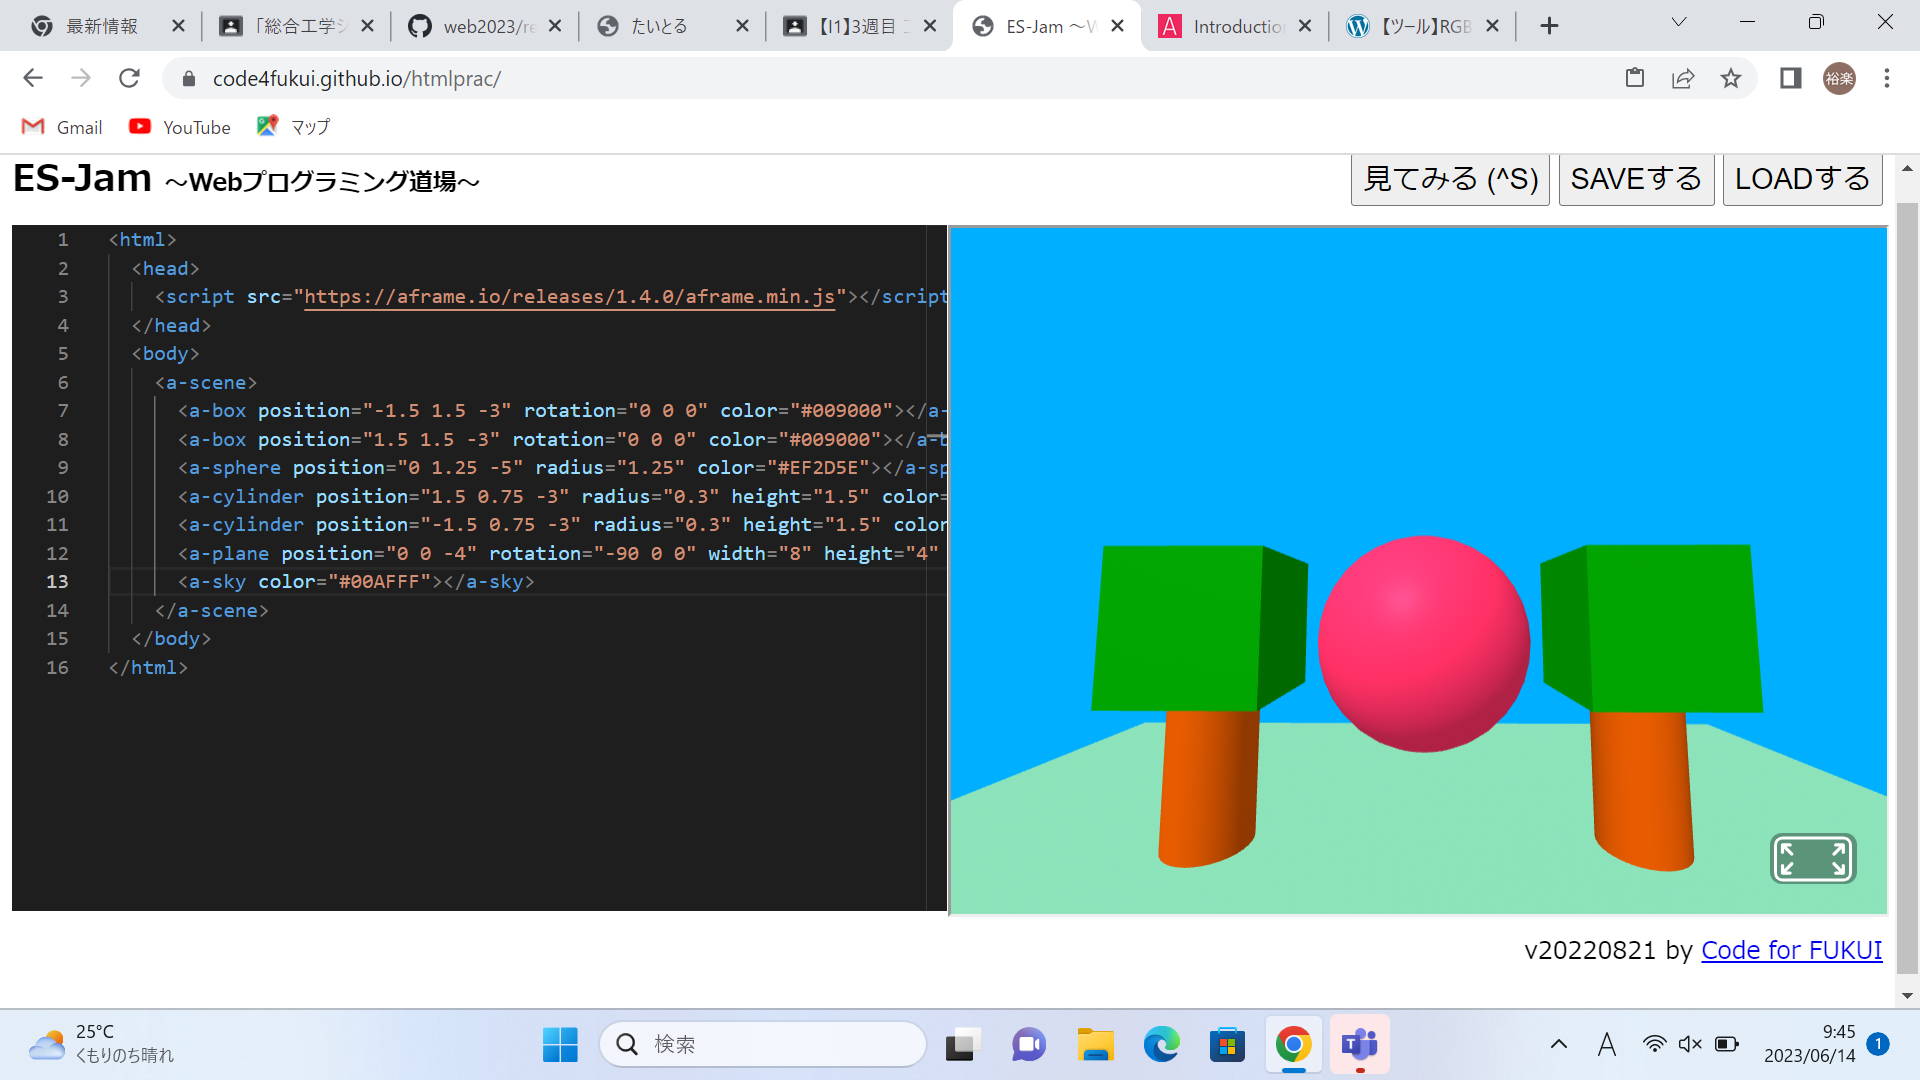 最新情報
「総合工学シ
web2023/re
たいとる
【I1】3週目 コ
ES-Jam ～W
Introduction
【ツール】RGB
code4fukui.github.io/htmlprac/
裕楽
Gmail
YouTube
マップ
ES-Jam ～Webプログラミング道場～
見てみる (^S)
SAVEする
LOADする
1 <html>
2 <head>
3 <script src="https://aframe.io/releases/1.4.0/aframe.min.js"></script
4 </head>
5 <body>
6 <a-scene>
7 <a-box position="-1.5 1.5 -3" rotation="0 0 0" color="#009000"></a-
8 <a-box position="1.5 1.5 -3" rotation="0 0 0" color="#009000"></a-b
9 <a-sphere position="0 1.25 -5" radius="1.25" color="#EF2D5E"></a-sp
10 <a-cylinder position="1.5 0.75 -3" radius="0.3" height="1.5" color=
11 <a-cylinder position="-1.5 0.75 -3" radius="0.3" height="1.5" color
12 <a-plane position="0 0 -4" rotation="-90 0 0" width="8" height="4"
13 <a-sky color="#00AFFF"></a-sky>
14 </a-scene>
15 </body>
16 </html>
v20220821 by Code for FUKUI
25°C
くもりのち晴れ
検索
A
9:45
2023/06/14
1